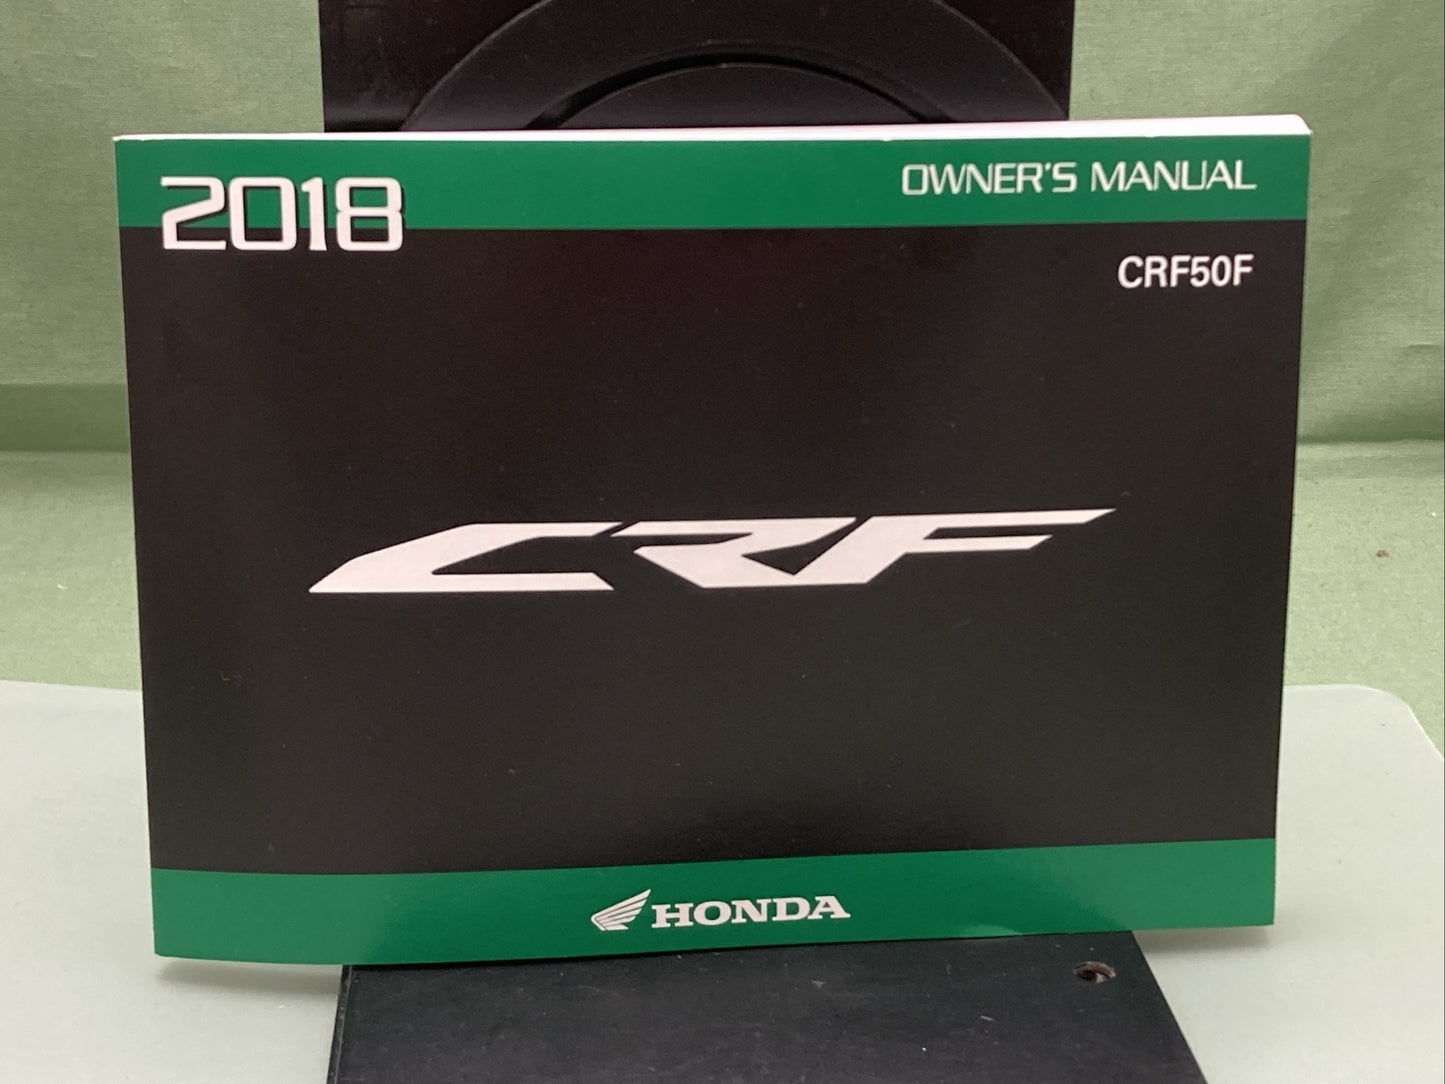 2018
OWNER'S MANUAL
CRF50F
CRF
HONDA